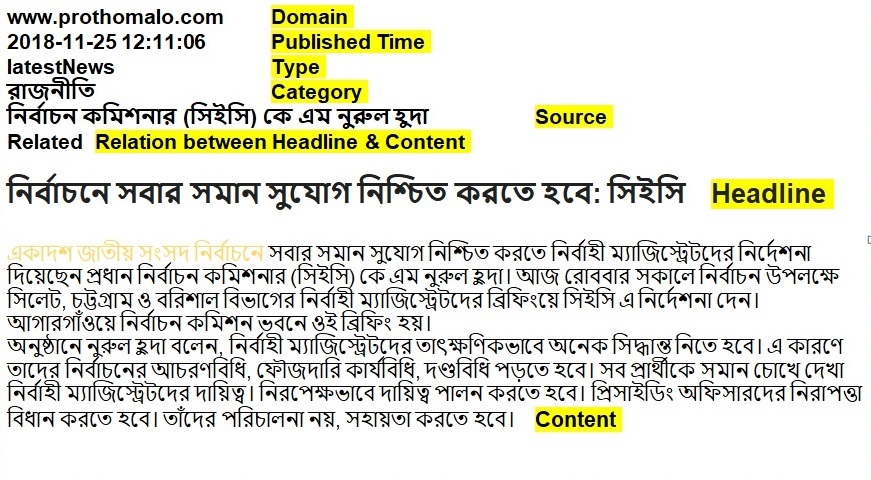 www.prothomalo.com Domain
2018-11-25 12:11:06 Published Time
latestNews Type
রাজনীতি Category
নির্বাচন কমিশনার (সিইসি) কে এম নুরুল হুদা Source
Related Relation between Headline & Content
নির্বাচনে সবার সমান সুযোগ নিশ্চিত করতে হবে: সিইসি Headline
একাদশ জাতীয় সংসদ নির্বাচনে সবার সমান সুযোগ নিশ্চিত করতে নির্বাহী ম্যাজিস্ট্রেটদের নির্দেশনা
দিয়েছেন প্রধান নির্বাচন কমিশনার (সিইসি) কে এম নুরুল হুদা। আজ রোববার সকালে নির্বাচন উপলক্ষে
সিলেট, চট্টগ্রাম ও বরিশাল বিভাগের নির্বাহী ম্যাজিস্ট্রেটদের ব্রিফিংয়ে সিইসি এ নির্দেশনা দেন।
আগারগাঁওয়ে নির্বাচন কমিশন ভবনে ওই ব্রিফিং হয়।
অনুষ্ঠানে নুরুল হুদা বলেন, নির্বাহী ম্যাজিস্ট্রেটদের তাৎক্ষণিকভাবে অনেক সিদ্ধান্ত নিতে হবে। এ কারণে
তাদের নির্বাচনের আচরণবিধি, ফৌজদারি কার্যবিধি, দণ্ডবিধি পড়তে হবে। সব প্রার্থীকে সমান চোখে দেখা
নির্বাহী ম্যাজিস্ট্রেটদের দায়িত্ব। নিরপেক্ষভাবে দায়িত্ব পালন করতে হবে। প্রিসাইডিং অফিসারদের নিরাপত্তা
বিধান করতে হবে। তাঁদের পরিচালনা নয়, সহায়তা করতে হবে। Content